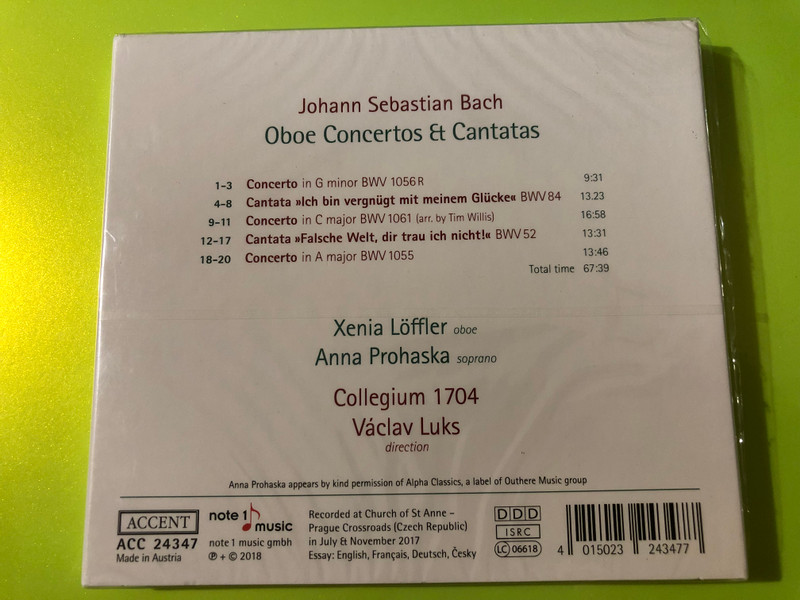 Johann Sebastian Bach
Oboe Concertos & Cantatas
1-3 Concerto in G minor BWV 1056R 9:31
4-8 Cantata »Ich bin vergnügt mit meinem Glücke« BWV 84 13.23
9-11 Concerto in C major BWV 1061 (arr. by Tim Willis) 16:58
12-17 Cantata »Falsche Welt, dir trau ich nicht!« BWV 52 13:31
18-20 Concerto in A major BWV 1055 13:46
Total time 67:39
Xenia Löffler oboe
Anna Prohaska soprano
Collegium 1704
Václav Luks
direction
Anna Prohaska appears by kind permission of Alpha Classics, a label of Outhere Music group
ACCENT
ACC 24347
Made in Austria
note 1 music
note 1 music gmbh
℗ + © 2018
Recorded at Church of St Anne –
Prague Crossroads (Czech Republic)
in July & November 2017
Essay: English, Français, Deutsch, Česky
DDD
ISRC
LC 06618
4 015023 243477